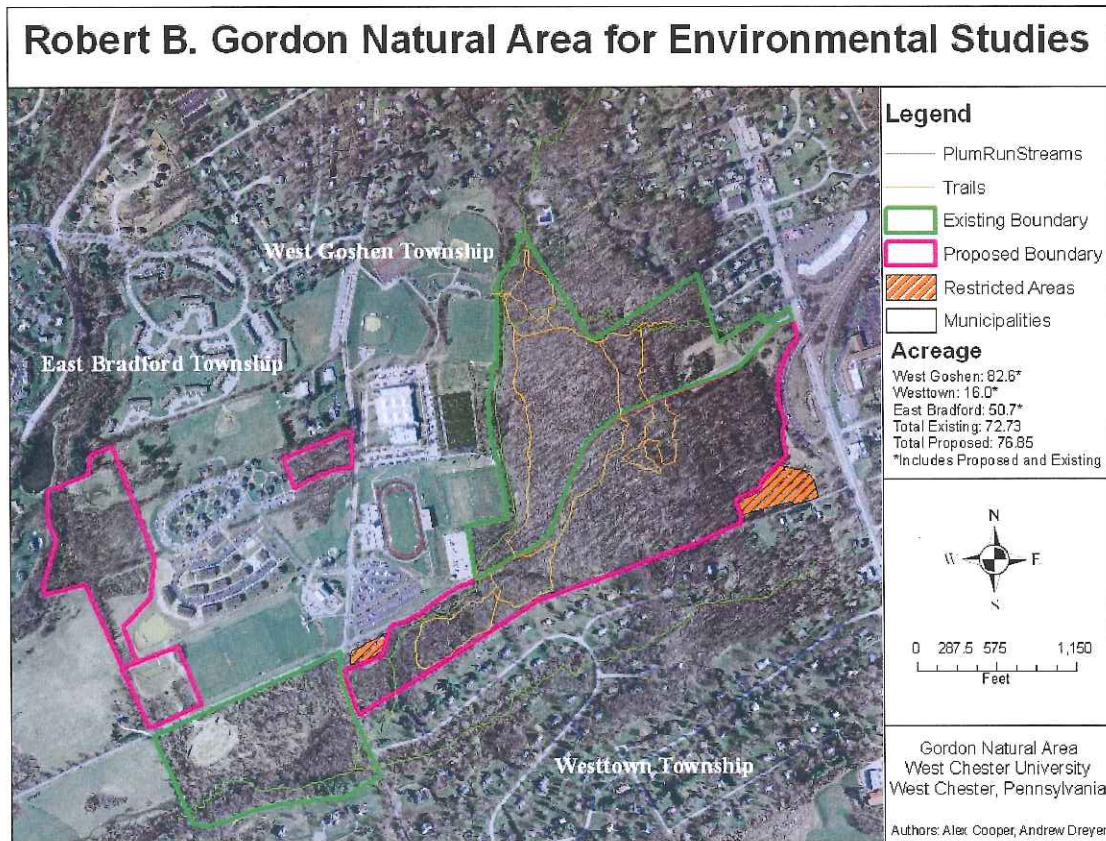 Robert B. Gordon Natural Area for Environmental Studies
West Goshen Township
East Bradford Township
Westtown Township
Legend
PlumRunStreams
Trails
Existing Boundary
Proposed Boundary
Restricted Areas
Municipalities
Acreage
West Goshen: 82.6*
Westtown: 16.0*
East Bradford: 50.7*
Total Existing: 72.73
Total Proposed: 76.85
*Includes Proposed and Existing
N
W E
S
0 287.5 575 1,150
Feet
Gordon Natural Area
West Chester University
West Chester, Pennsylvania
Authors: Alex Cooper, Andrew Dreyer